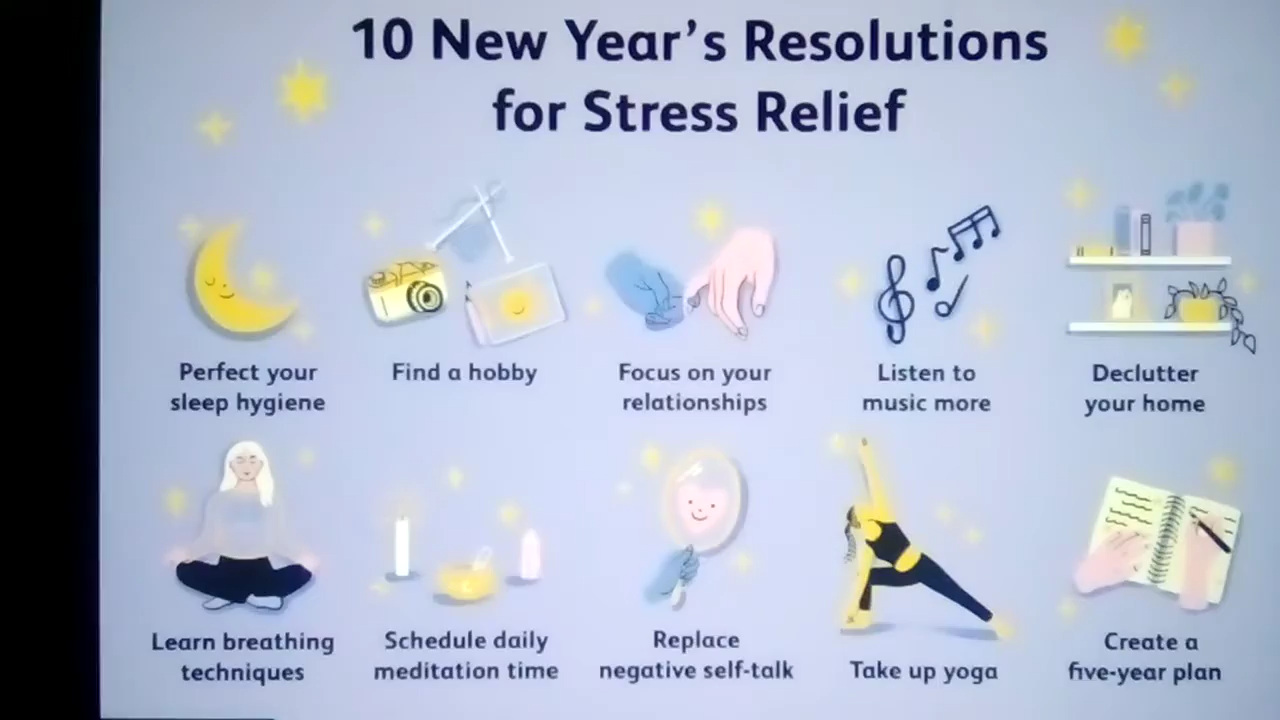 10 New Year's Resolutions
for Stress Relief
Perfect your
sleep hygiene
Find a hobby
Focus on your
relationships
Listen to
music more
Declutter
your home
Learn breathing
techniques
Schedule daily
meditation time
Replace
negative self-talk
Take up yoga
Create a
five-year plan